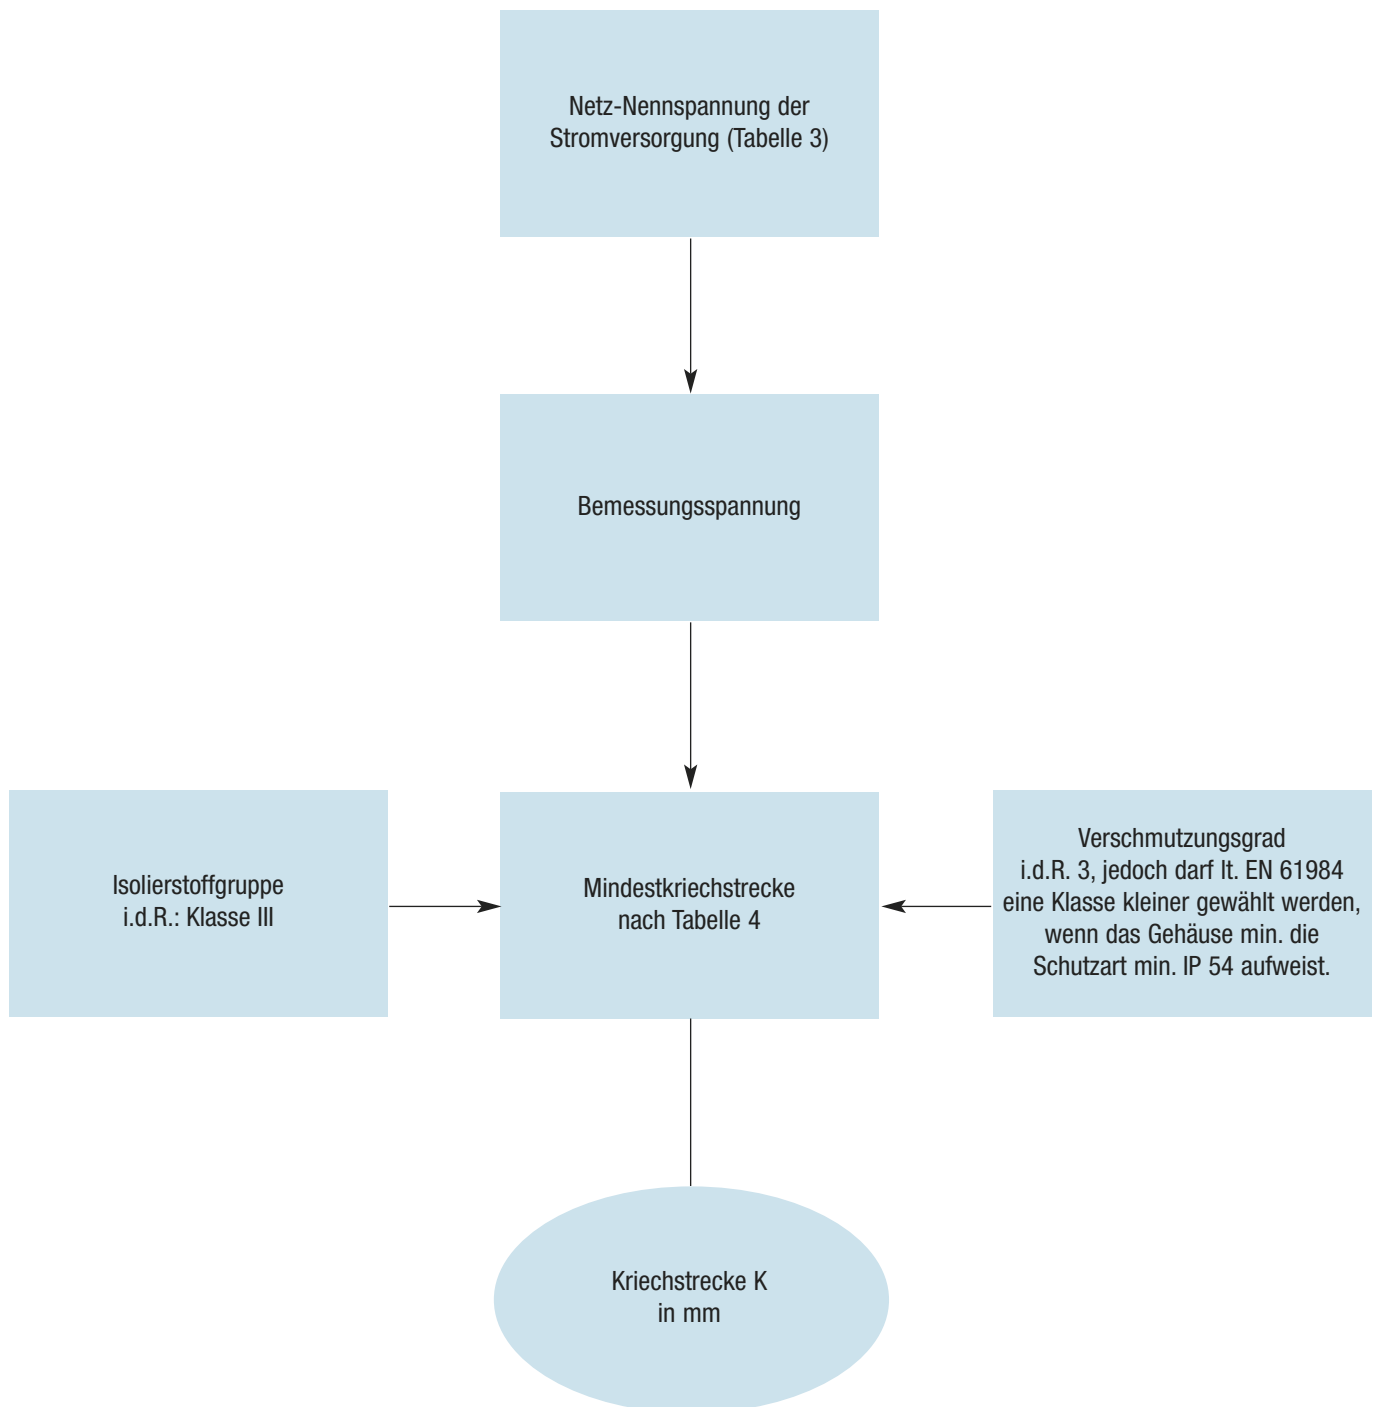 Netz-Nennspannung der
Stromversorgung (Tabelle 3)
Bemessungsspannung
Isolierstoffgruppe
i.d.R.: Klasse III
Mindestkriechstrecke
nach Tabelle 4
Verschmutzungsgrad
i.d.R. 3, jedoch darf lt. EN 61984
eine Klasse kleiner gewählt werden,
wenn das Gehäuse min. die
Schutzart min. IP 54 aufweist.
Kriechstrecke K
in mm